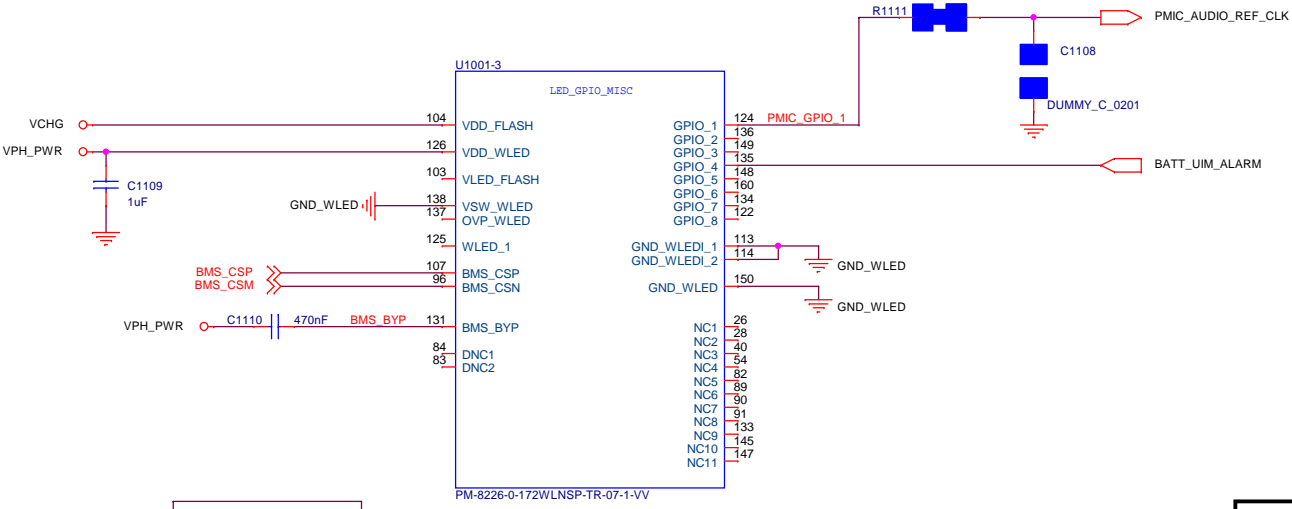 R1111
PMIC_AUDIO_REF_CLK
C1108
DUMMY_C_0201
U1001-3
LED_GPIO_MISC
VCHG
104
VDD_FLASH
GPIO_1
124
PMIC_GPIO_1
GPIO_2
136
VPH_PWR
126
VDD_WLED
GPIO_3
149
GPIO_4
135
BATT_UIM_ALARM
103
VLED_FLASH
GPIO_5
148
GPIO_6
160
C1109
1uF
GND_WLED
138
VSW_WLED
GPIO_7
134
137
OVP_WLED
GPIO_8
122
125
WLED_1
GND_WLEDI_1
113
GND_WLEDI_2
114
GND_WLED
BMS_CSP
107
BMS_CSP
BMS_CSM
96
BMS_CSN
GND_WLED
150
GND_WLED
VPH_PWR
C1110
470nF
BMS_BYP
131
BMS_BYP
NC1
26
NC2
28
84
DNC1
NC3
40
83
DNC2
NC4
54
NC5
82
NC6
89
NC7
90
NC8
91
NC9
133
NC10
145
NC11
147
PM-8226-0-172WLNSP-TR-07-1-VV